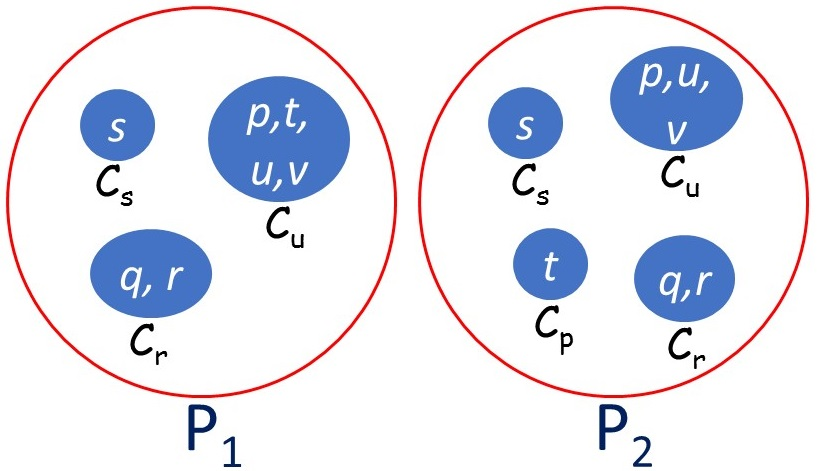 s
p,t,
u,v
C_s
C_u
q, r
C_r
P_1
s
p,u,
v
C_s
C_u
t
q,r
C_p
C_r
P_2